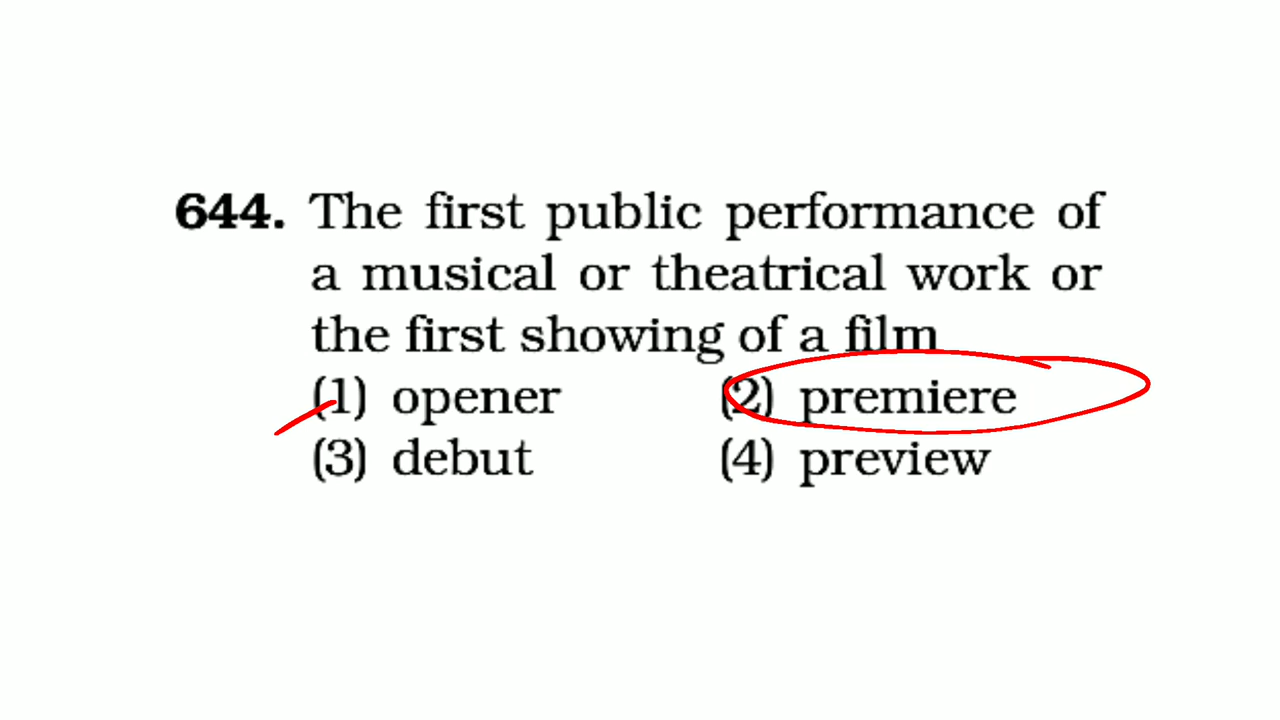 644. The first public performance of
a musical or theatrical work or
the first showing of a film
(1) opener (2) premiere
(3) debut (4) preview